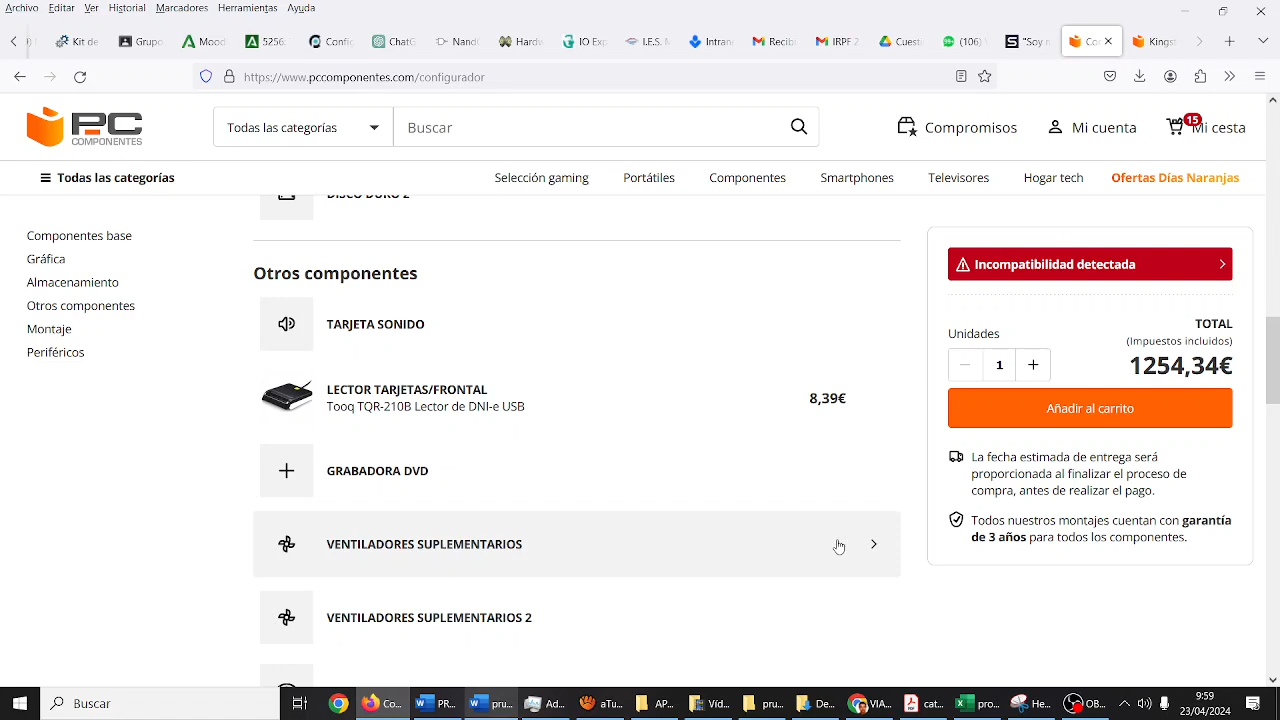 Archivo Editar Ver Historial Marcadores Herramientas Ayuda
Kit de Grupo Mood 5256 Config ChatG Nandi Hardw IO Exp I.E.S. M Intran Recib IRPF 2 Cuest (106) "Soy Co Kingst
https://www.pccomponentes.com/configurador
PC COMPONENTES
Todas las categorías
Buscar
Compromisos
Mi cuenta
15
Mi cesta
Todas las categorías
Selección gaming
Portátiles
Componentes
Smartphones
Televisores
Hogar tech
Ofertas Días Naranjas
Componentes base
Gráfica
Almacenamiento
Otros componentes
Montaje
Periféricos
DISCO DURO 2
Otros componentes
TARJETA SONIDO
LECTOR TARJETAS/FRONTAL
Tooq TQR-210B Lector de DNI-e USB
8,39€
GRABADORA DVD
VENTILADORES SUPLEMENTARIOS
VENTILADORES SUPLEMENTARIOS 2
Incompatibilidad detectada
Unidades
1
TOTAL
(Impuestos incluidos)
1254,34€
Añadir al carrito
La fecha estimada de entrega será
proporcionada al finalizar el proceso de
compra, antes de realizar el pago.
Todos nuestros montajes cuentan con garantía
de 3 años para todos los componentes.
Buscar
Co... PR... pru... Ad... aTu... AP... Víd... pru... De... VIA... cat... pro... He... OB...
9:59
23/04/2024